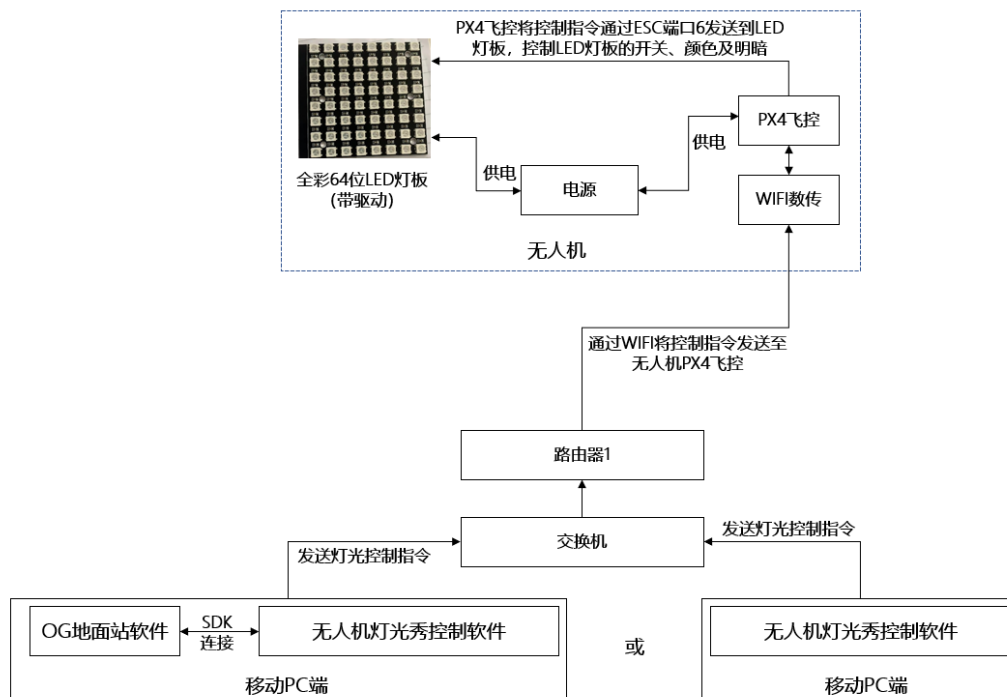 PX4飞控将控制指令通过ESC端口6发送到LED
灯板，控制LED灯板的开关、颜色及明暗
PX4飞控
供电
供电
电源
全彩64位LED灯板
（带驱动）
WIFI数传
无人机
通过WIFI将控制指令发送至
无人机PX4飞控
路由器1
交换机
发送灯光控制指令
发送灯光控制指令
OG地面站软件
SDK
连接
无人机灯光秀控制软件
移动PC端
或
无人机灯光秀控制软件
移动PC端